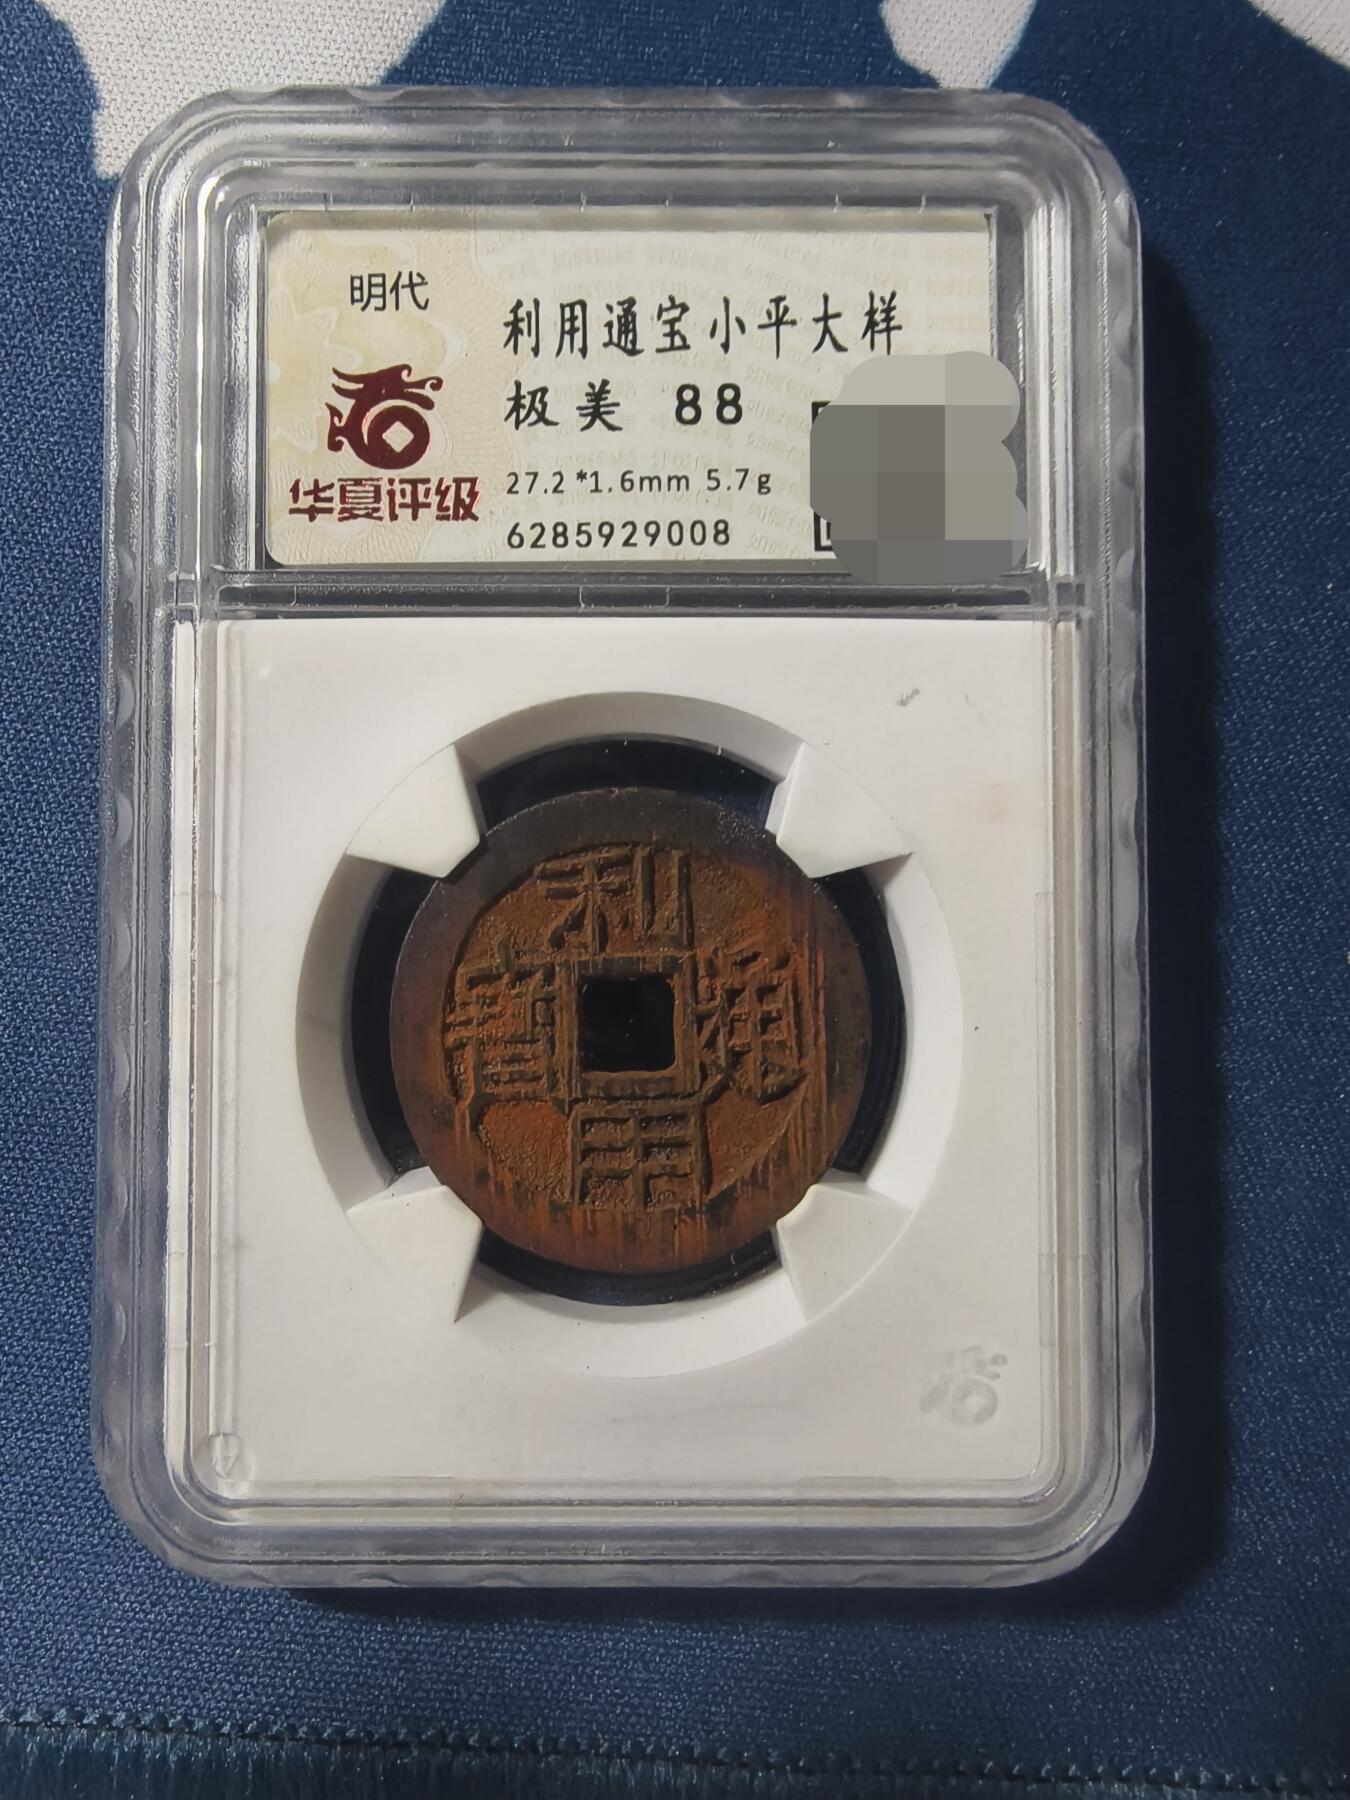 明代
华夏评级
利用通宝小平大样
极美 88
27.2*1.6mm 5.7g
6285929008
利
寳 通
用